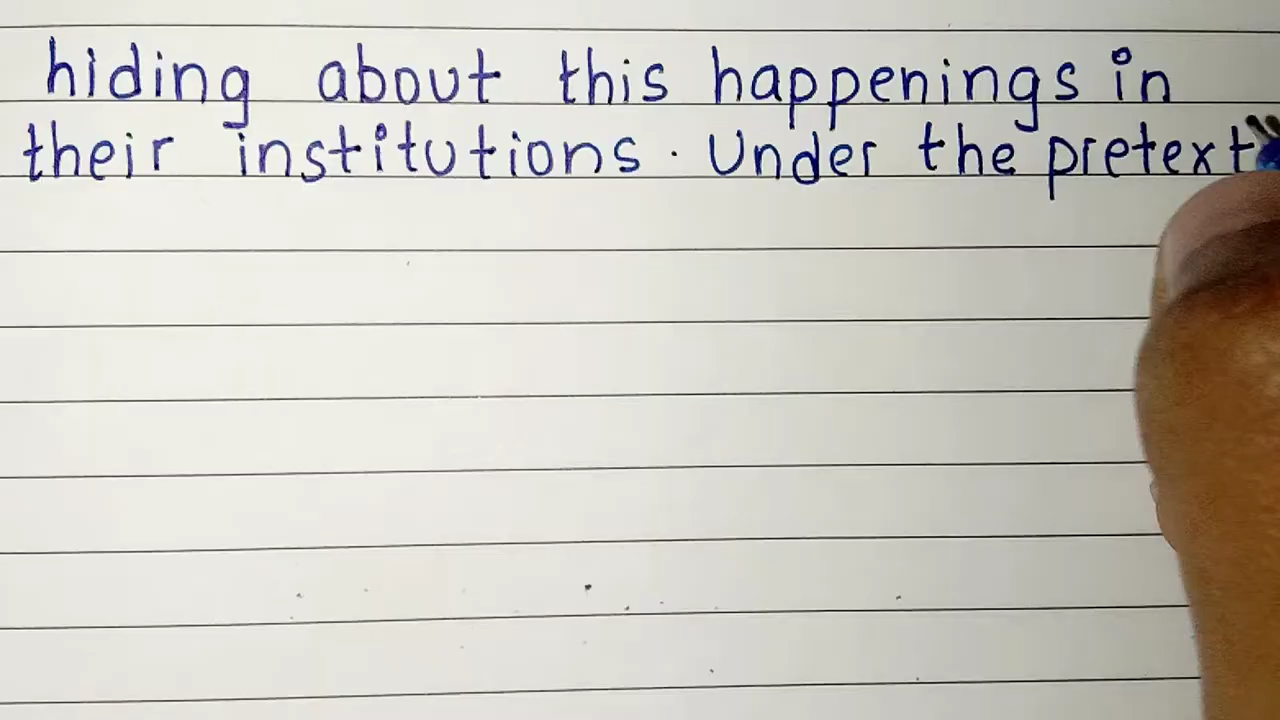 hiding about this happenings in
their institutions. Under the pretext